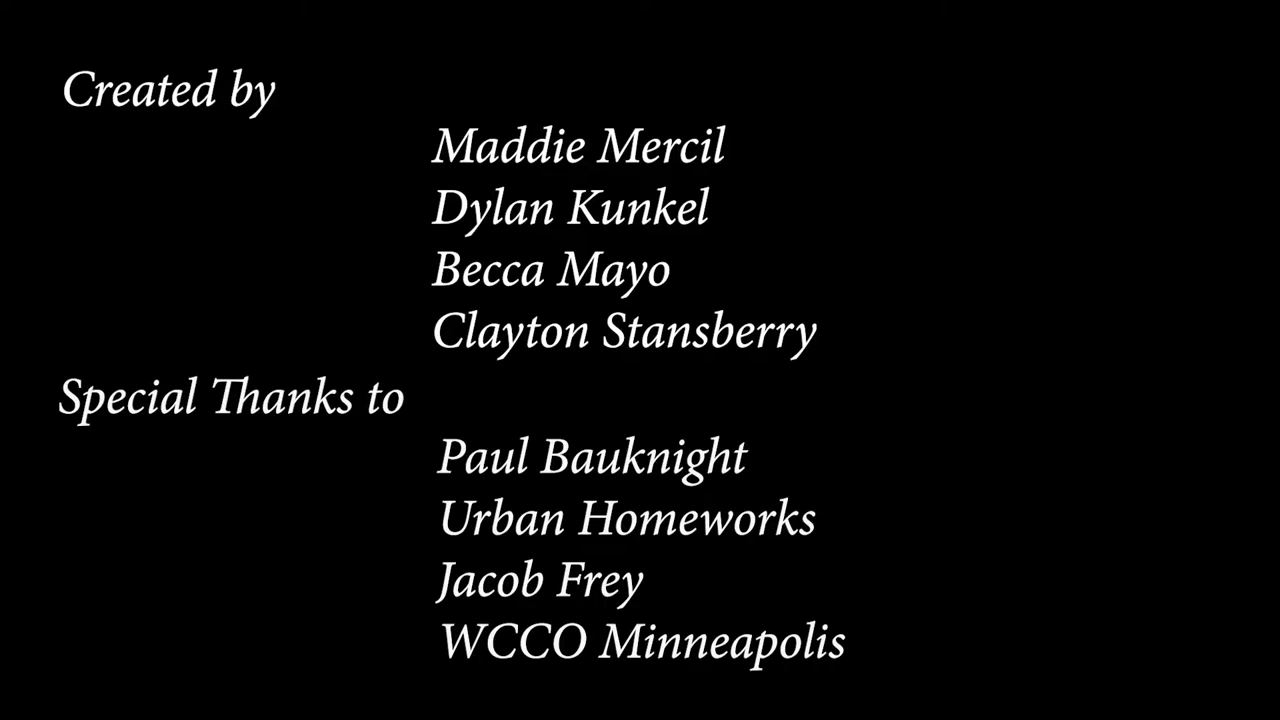 Created by
Maddie Mercil
Dylan Kunkel
Becca Mayo
Clayton Stansberry
Special Thanks to
Paul Bauknight
Urban Homeworks
Jacob Frey
WCCO Minneapolis